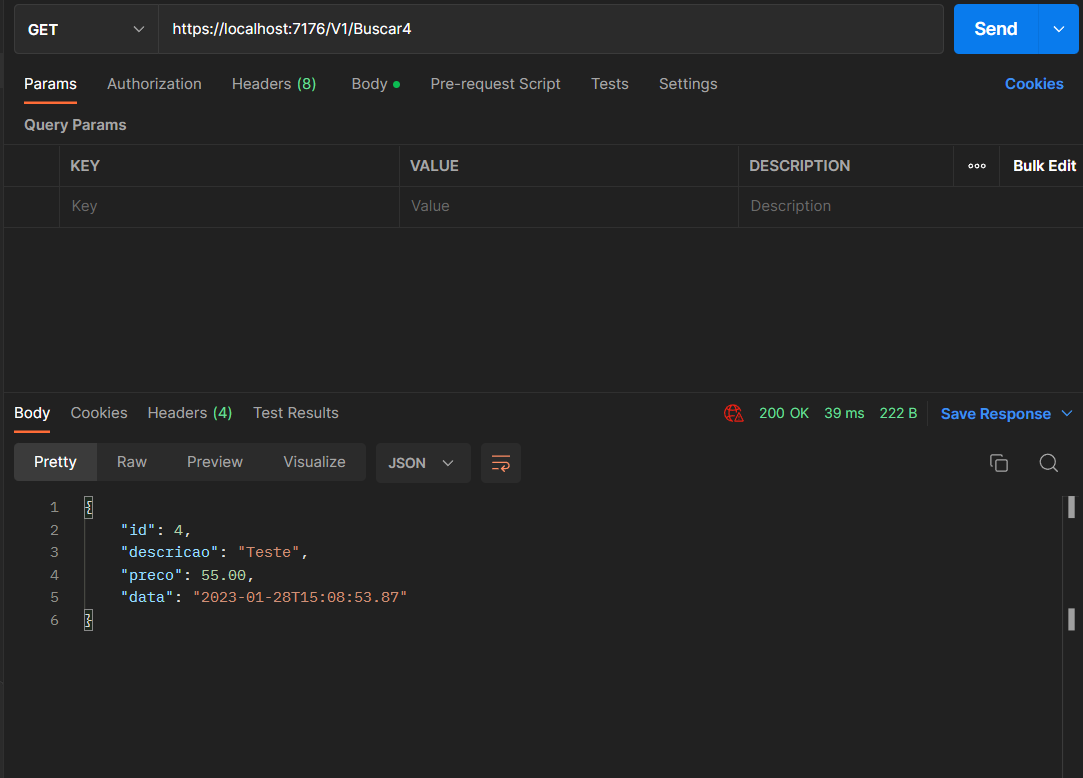 GET https://localhost:7176/V1/Buscar4 Send
Params Authorization Headers (8) Body Pre-request Script Tests Settings Cookies
Query Params
KEY VALUE DESCRIPTION Bulk Edit
Key Value Description
Body Cookies Headers (4) Test Results 200 OK 39 ms 222 B Save Response
Pretty Raw Preview Visualize JSON
1 {
2 "id": 4,
3 "descricao": "Teste",
4 "preco": 55.00,
5 "data": "2023-01-28T15:08:53.87"
6 }